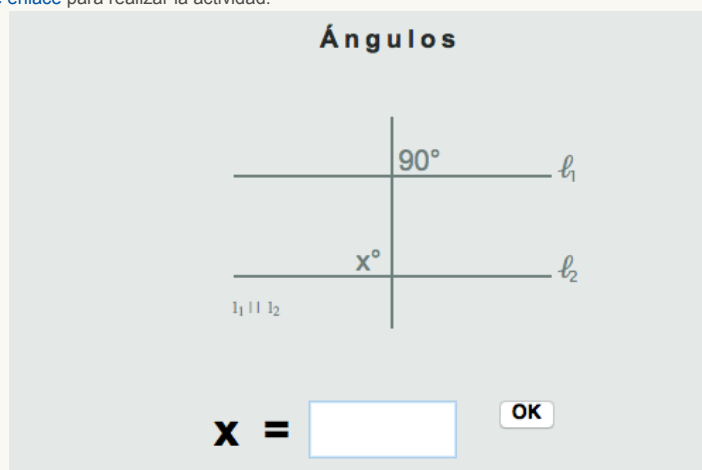 enlace para realizar la actividad.
Ángulos
90°
ℓ1
x°
ℓ2
l1 || l2
x =
OK